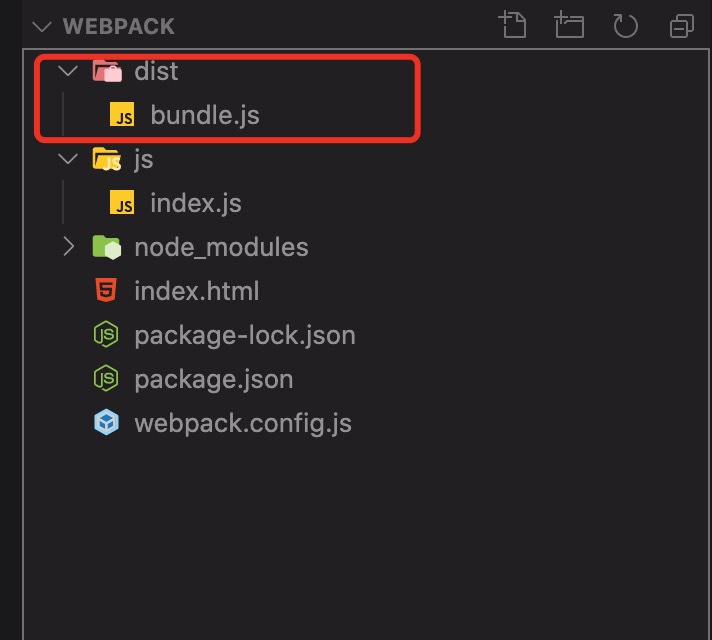 WEBPACK
dist
JS bundle.js
JS js
JS index.js
node_modules
5 index.html
JS package-lock.json
JS package.json
webpack.config.js